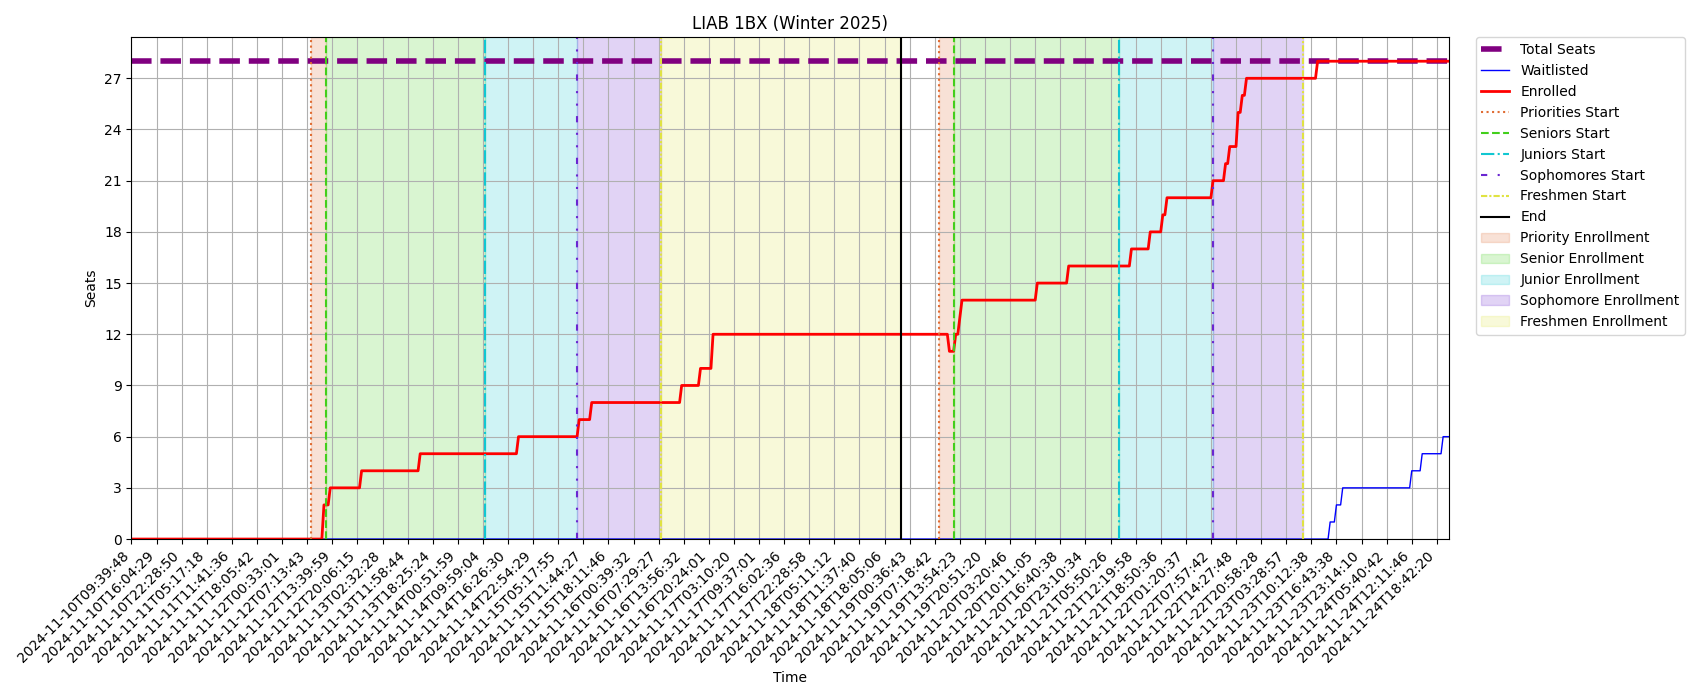 LIAB 1BX (Winter 2025)
Seats
27
24
21
18
15
12
9
6
3
0
2024-11-10T09:39:48
2024-11-10T16:04:29
2024-11-10T22:28:50
2024-11-11T05:17:18
2024-11-11T11:41:36
2024-11-11T18:05:42
2024-11-12T00:33:01
2024-11-12T07:13:43
2024-11-12T13:39:59
2024-11-12T20:06:15
2024-11-13T02:32:28
2024-11-13T11:58:44
2024-11-13T18:25:24
2024-11-14T00:51:59
2024-11-14T09:59:04
2024-11-14T16:26:30
2024-11-14T22:54:29
2024-11-15T05:17:55
2024-11-15T11:44:27
2024-11-15T18:11:46
2024-11-16T00:39:32
2024-11-16T07:29:27
2024-11-16T13:56:32
2024-11-16T20:24:01
2024-11-17T03:10:20
2024-11-17T09:37:01
2024-11-17T16:02:36
2024-11-17T22:28:58
2024-11-18T05:11:12
2024-11-18T11:37:40
2024-11-18T18:05:06
2024-11-19T00:36:43
2024-11-19T07:18:42
2024-11-19T13:54:23
2024-11-19T20:51:20
2024-11-20T03:20:46
2024-11-20T10:11:05
2024-11-20T16:40:38
2024-11-20T23:10:34
2024-11-21T05:50:26
2024-11-21T12:19:58
2024-11-21T18:50:36
2024-11-22T01:20:37
2024-11-22T07:57:42
2024-11-22T14:27:48
2024-11-22T20:58:28
2024-11-23T03:28:57
2024-11-23T10:12:38
2024-11-23T16:43:38
2024-11-23T23:14:10
2024-11-24T05:40:42
2024-11-24T12:11:46
2024-11-24T18:42:20
Time
Total Seats
Waitlisted
Enrolled
Priorities Start
Seniors Start
Juniors Start
Sophomores Start
Freshmen Start
End
Priority Enrollment
Senior Enrollment
Junior Enrollment
Sophomore Enrollment
Freshmen Enrollment